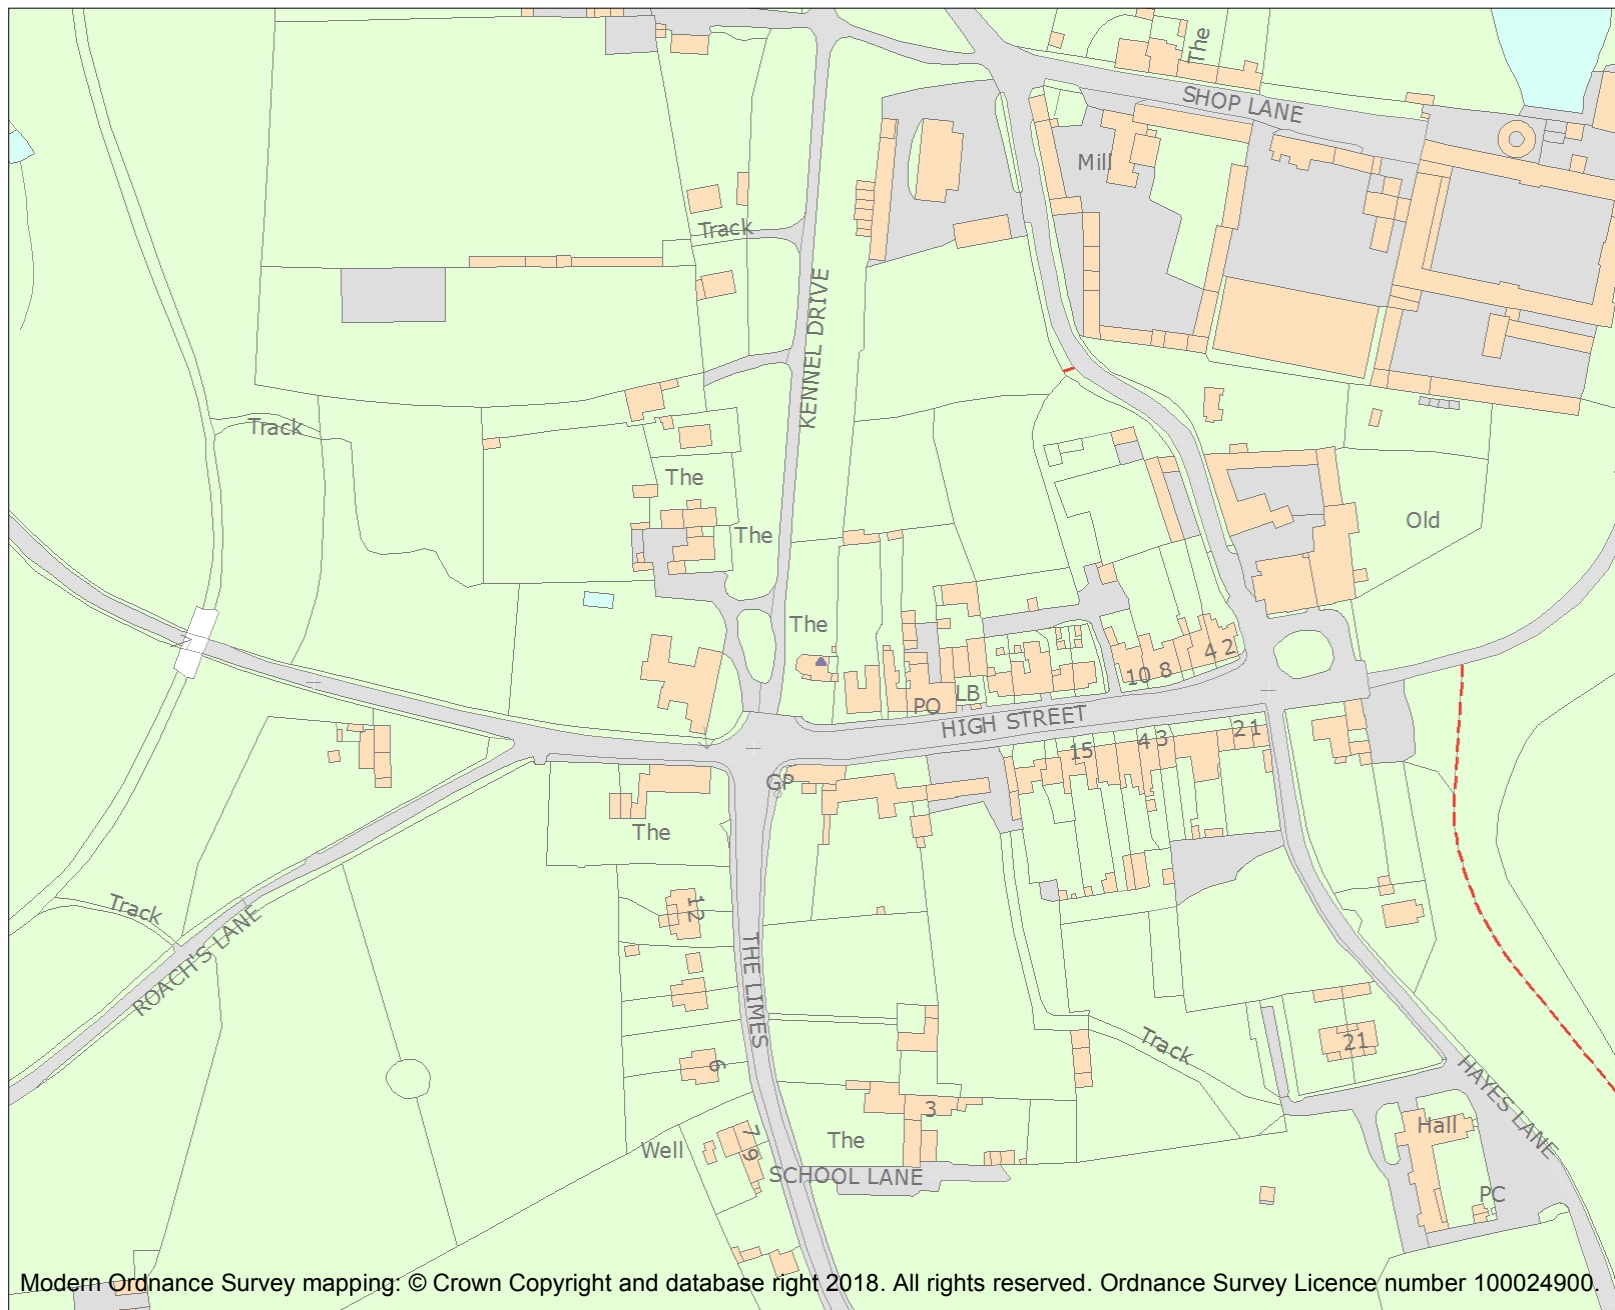 The
SHOP LANE
Mill
Track
KENNEL DRIVE
Track
The
Old
The
The
4 2
10 8
LB
PO
HIGH STREET
2 1
4 3
15
GP
The
12
Track
ROACH'S LANE
THE LIMES
Track
21
6
HAYES LANE
3
Hall
7
9
The
Well
SCHOOL LANE
PC
Modern Ordnance Survey mapping: © Crown Copyright and database right 2018. All rights reserved. Ordnance Survey Licence number 100024900.